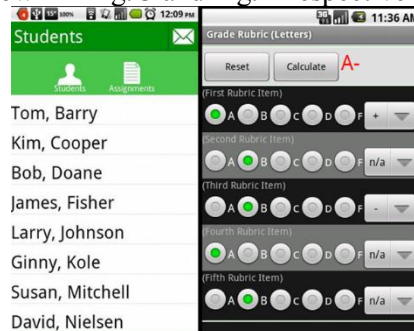 12:09 PM
Students
Students Assignments
Tom, Barry
Kim, Cooper
Bob, Doane
James, Fisher
Larry, Johnson
Ginny, Kole
Susan, Mitchell
David, Nielsen
11:36 AM
Grade Rubric (Letters)
Reset Calculate A-
(First Rubric Item)
A B C D F +
(Second Rubric Item)
A B C D F n/a
(Third Rubric Item)
A B C D F -
(Fourth Rubric Item)
A B C D F n/a
(Fifth Rubric Item)
A B C D F n/a